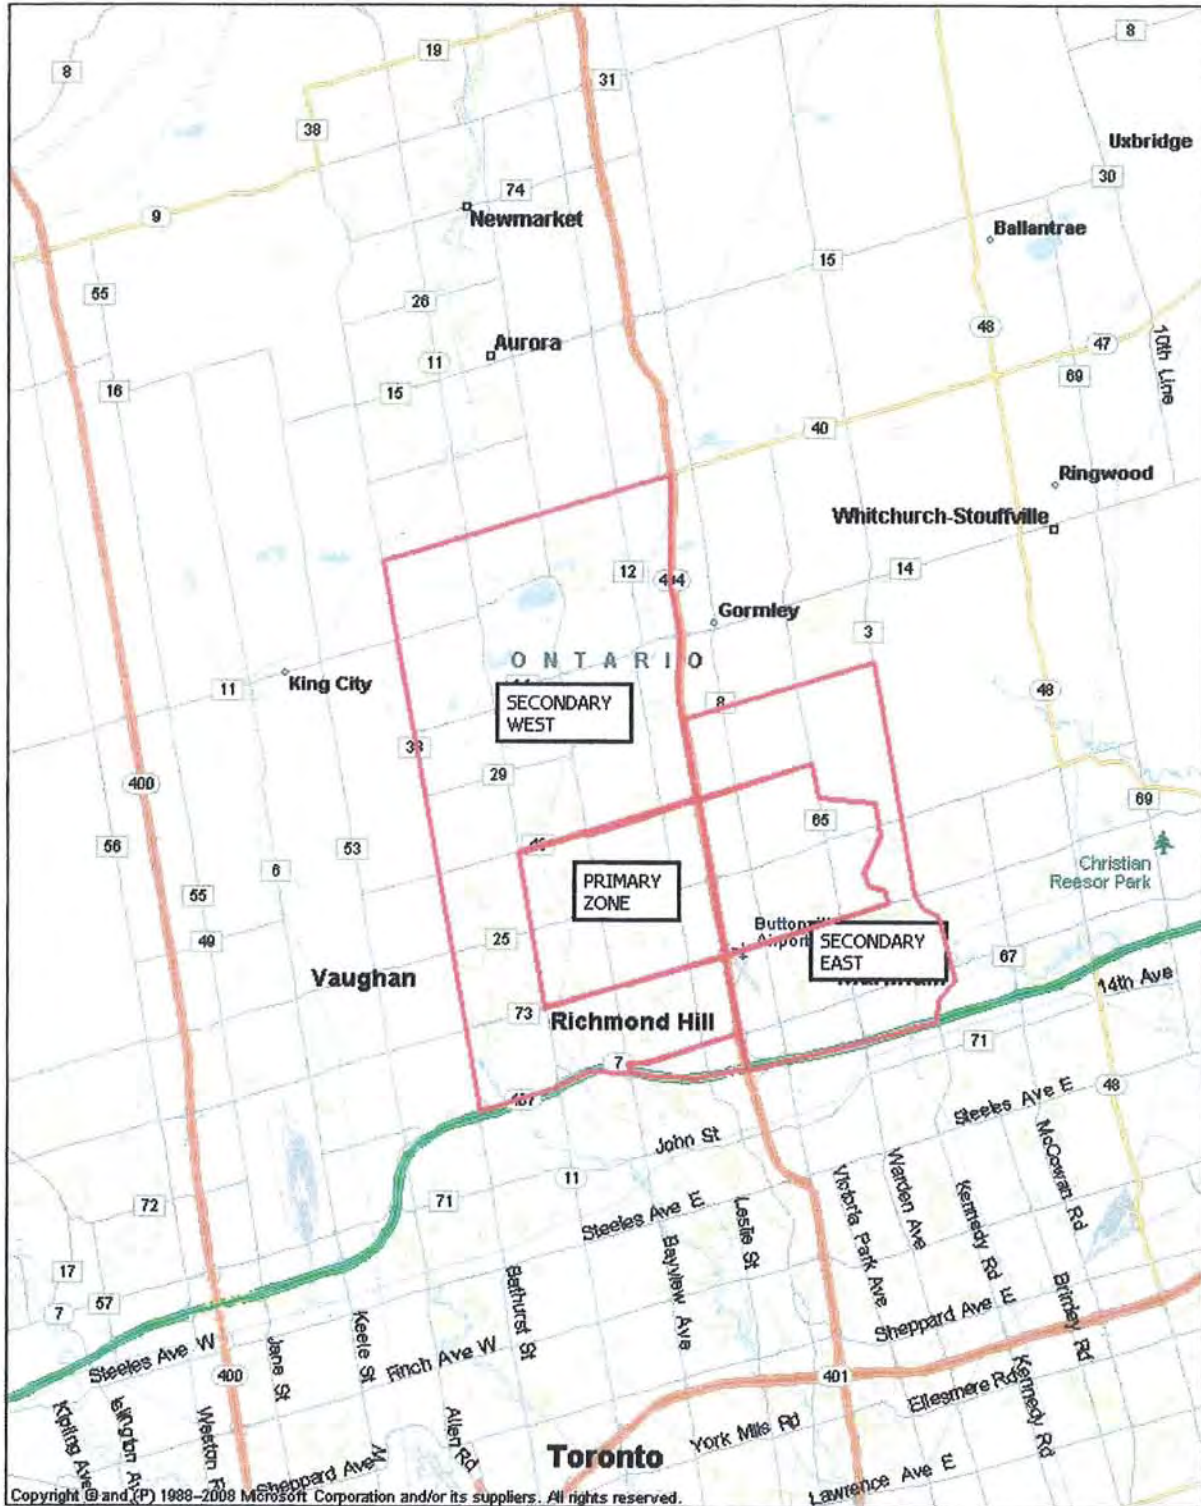 19
8
8
31
38
Uxbridge
74
30
9
Newmarket
Ballantrae
15
55
26
48
47
Aurora
11
69
10th Line
16
15
40
Ringwood
Whitchurch-Stouffville
12
404
14
Gormley
3
ONTARIO
King City
11
48
SECONDARY
WEST
8
38
29
400
69
65
56
53
Christian
Reesor Park
6
PRIMARY
ZONE
55
49
25
SECONDARY
EAST
67
Vaughan
14th Ave
73
Richmond Hill
71
7
407
48
Steeles Ave E
John St
McCowan Rd
11
Warden Ave
Victoria Park Ave
Kennedy Rd
72
71
Steeles Ave E
Leslie St
Bayview Ave
17
Bathurst St
7
57
Keele St
Sheppard Ave E
Brimley Rd
Steeles Ave W
Jane St
Finch Ave W
400
401
Kennedy Rd
Ellesmere Rd
Kipling Ave
Islington Av
Weston R
Allen Rd
York Mills Rd
Toronto
Sheppard Ave
Lawrence Ave E
Copyright © and (P) 1988–2008 Microsoft Corporation and/or its suppliers. All rights reserved.